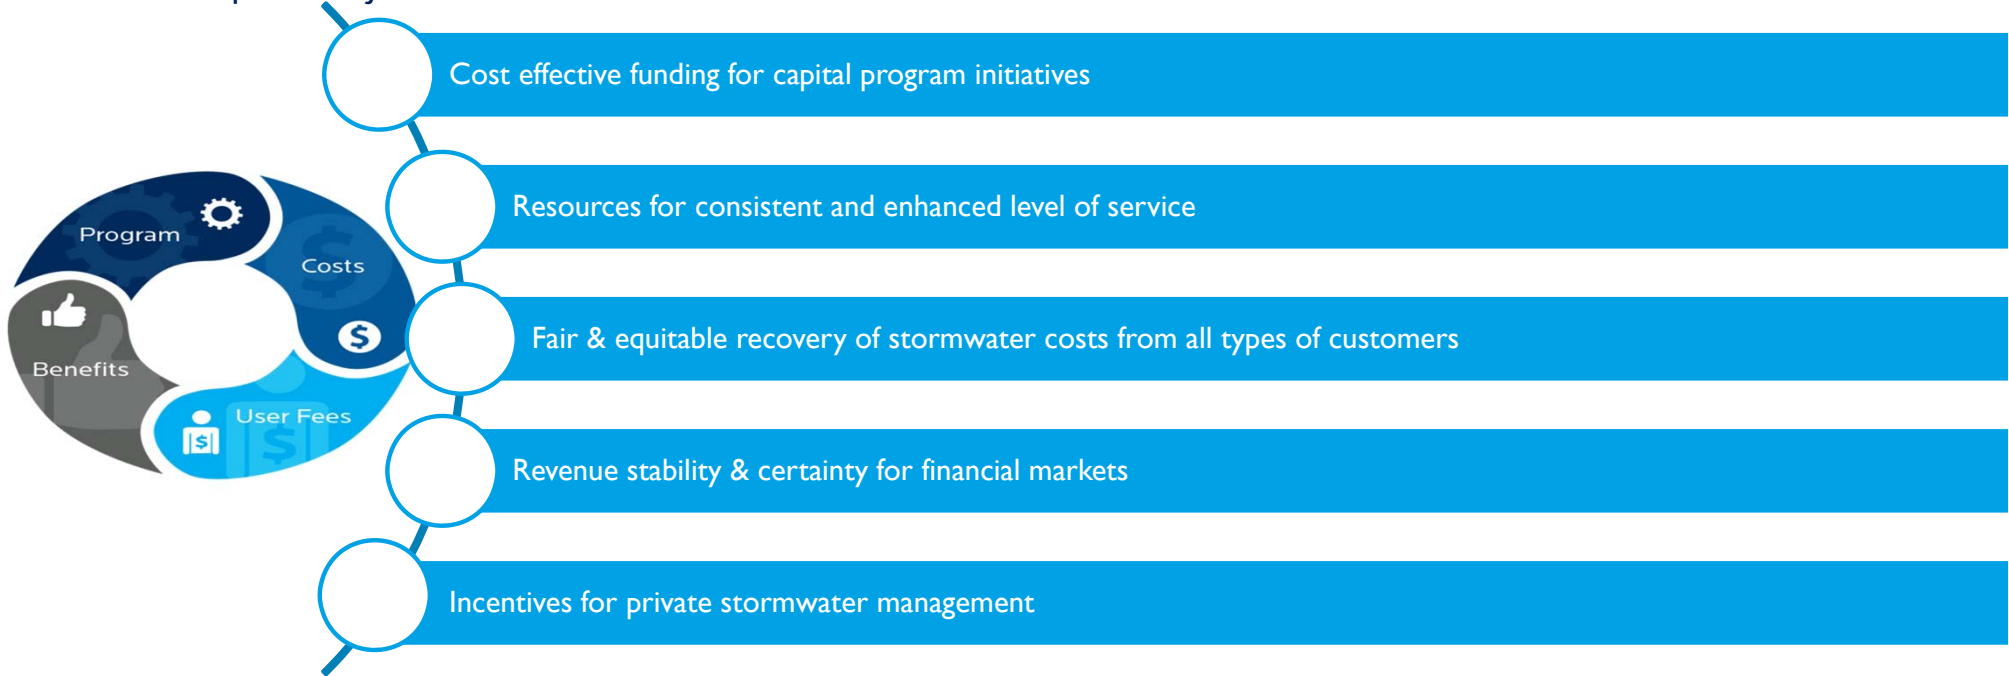 Cost effective funding for capital program initiatives
Resources for consistent and enhanced level of service
Program
Costs
Fair & equitable recovery of stormwater costs from all types of customers
Benefits
User Fees
Revenue stability & certainty for financial markets
Incentives for private stormwater management